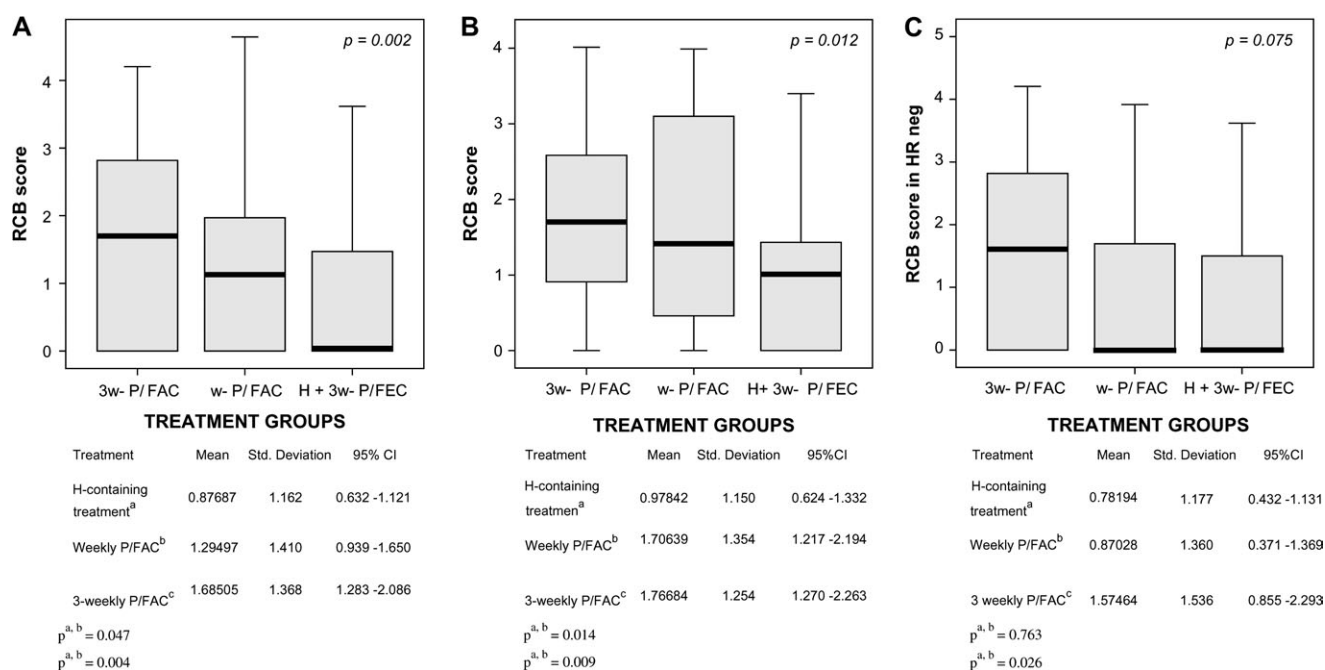 A
p = 0.002
RCB score
4
3
2
1
0
3w- P/ FAC w- P/ FAC H + 3w- P/FEC
TREATMENT GROUPS
Treatment Mean Std. Deviation 95% CI
H-containing
treatment^a 0.87687 1.162 0.632 -1.121
Weekly P/FAC^b 1.29497 1.410 0.939 -1.650
3-weekly P/FAC^c 1.68505 1.368 1.283 -2.086
p^a, b = 0.047
p^a, b = 0.004
B
p = 0.012
RCB score
4
3
2
1
0
3w- P/ FAC w- P/ FAC H+ 3w- P/ FEC
TREATMENT GROUPS
Treatment Mean Std. Deviation 95%CI
H-containing
treatmen^a 0.97842 1.150 0.624 -1.332
Weekly P/FAC^b 1.70639 1.354 1.217 -2.194
3-weekly P/FAC^c 1.76684 1.254 1.270 -2.263
p^a, b = 0.014
p^a, b = 0.009
C
p = 0.075
RCB score in HR neg
5
4
3
2
1
0
3w- P/ FAC w- P/ FAC H + 3w- P/ FEC
TREATMENT GROUPS
Treatment Mean Std. Deviation 95%CI
H-containing
treatment^a 0.78194 1.177 0.432 -1.131
Weekly P/FAC^b 0.87028 1.360 0.371 -1.369
3 weekly P/FAC^c 1.57464 1.536 0.855 -2.293
p^a, b = 0.763
p^a, b = 0.026